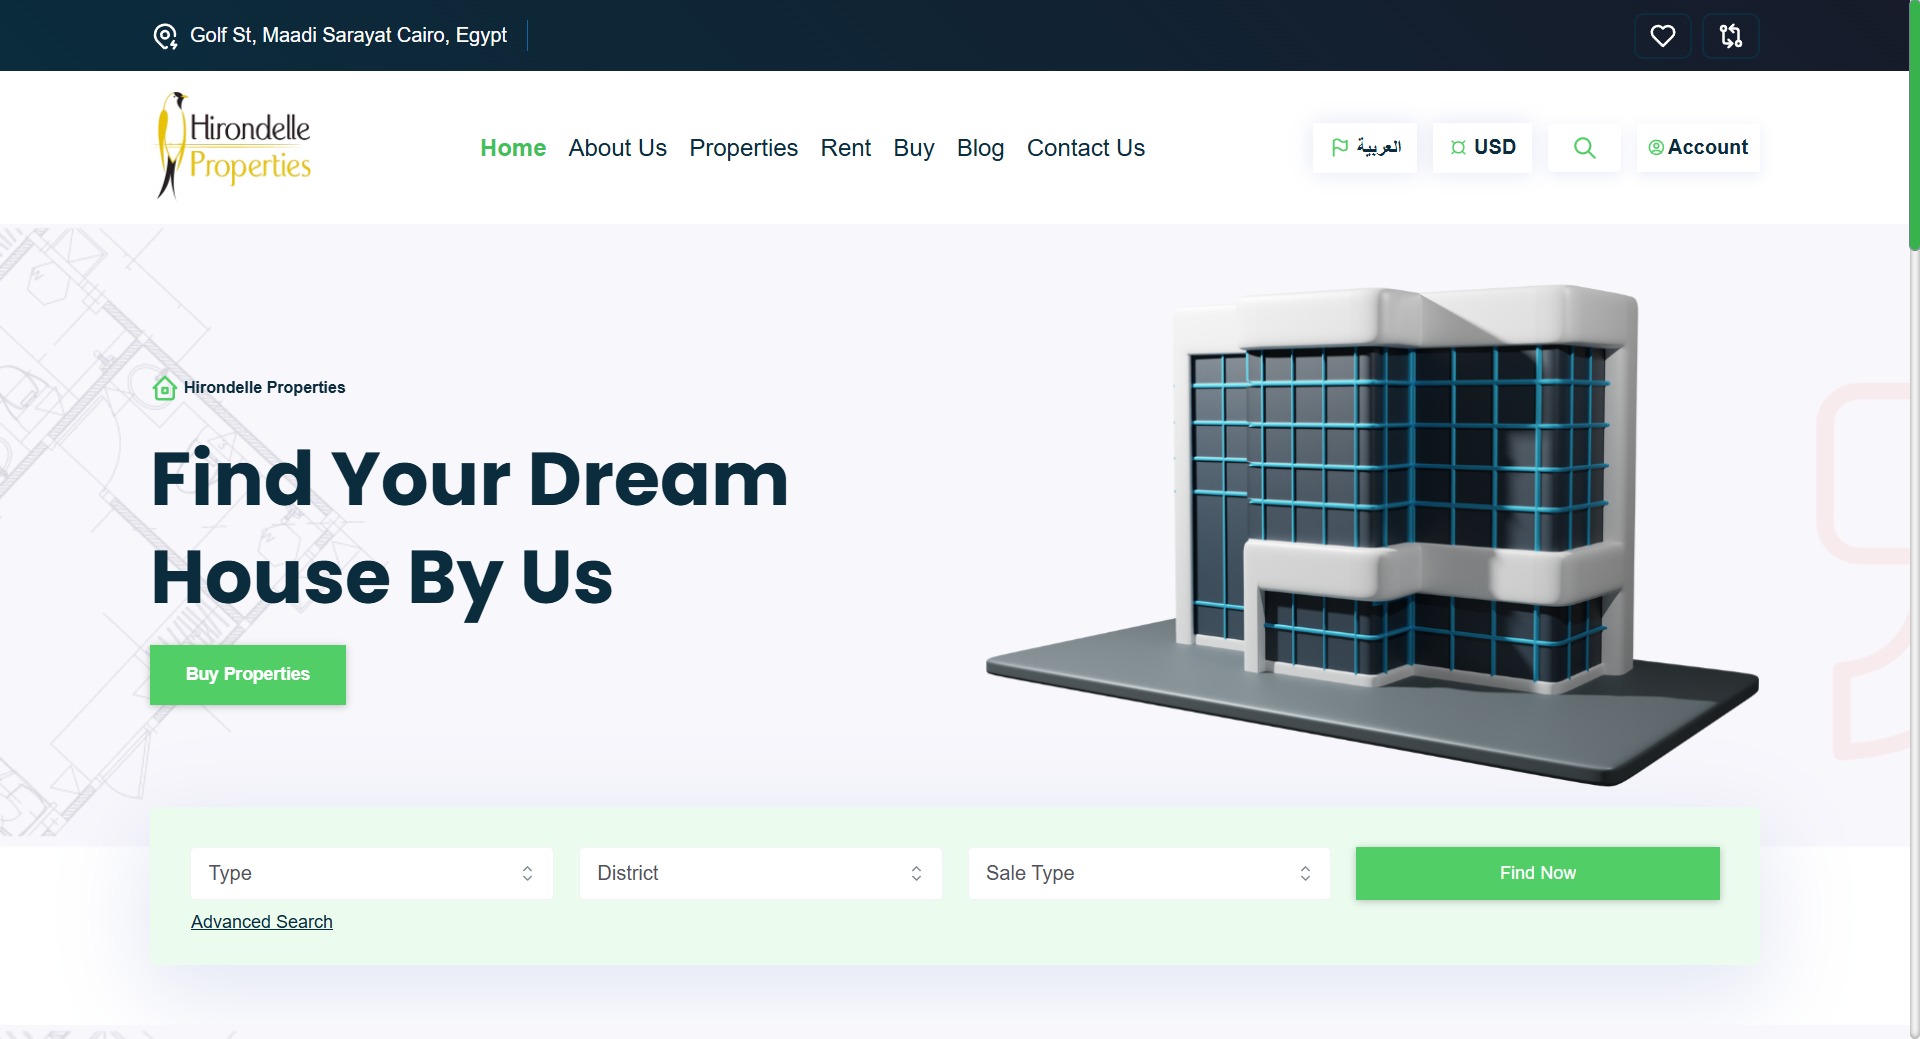 Golf St, Maadi Sarayat Cairo, Egypt
Hirondelle
Properties
Home About Us Properties Rent Buy Blog Contact Us
العربية USD Account
Hirondelle Properties
Find Your Dream
House By Us
Buy Properties
Type District Sale Type Find Now
Advanced Search